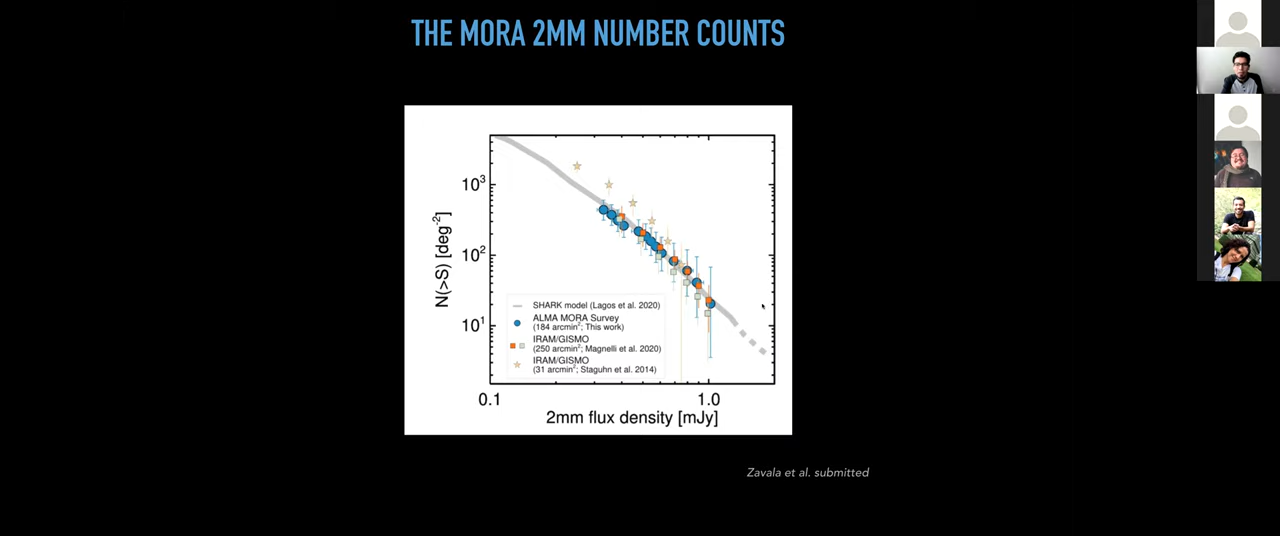 THE MORA 2MM NUMBER COUNTS
N(>S) [deg⁻²]
10³
10²
10¹
SHARK model (Lagos et al. 2020)
ALMA MORA Survey
(184 arcmin²; This work)
IRAM/GISMO
(250 arcmin²; Magnelli et al. 2020)
IRAM/GISMO
(31 arcmin²; Staguhn et al. 2014)
0.1 1.0
2mm flux density [mJy]
Zavala et al. submitted